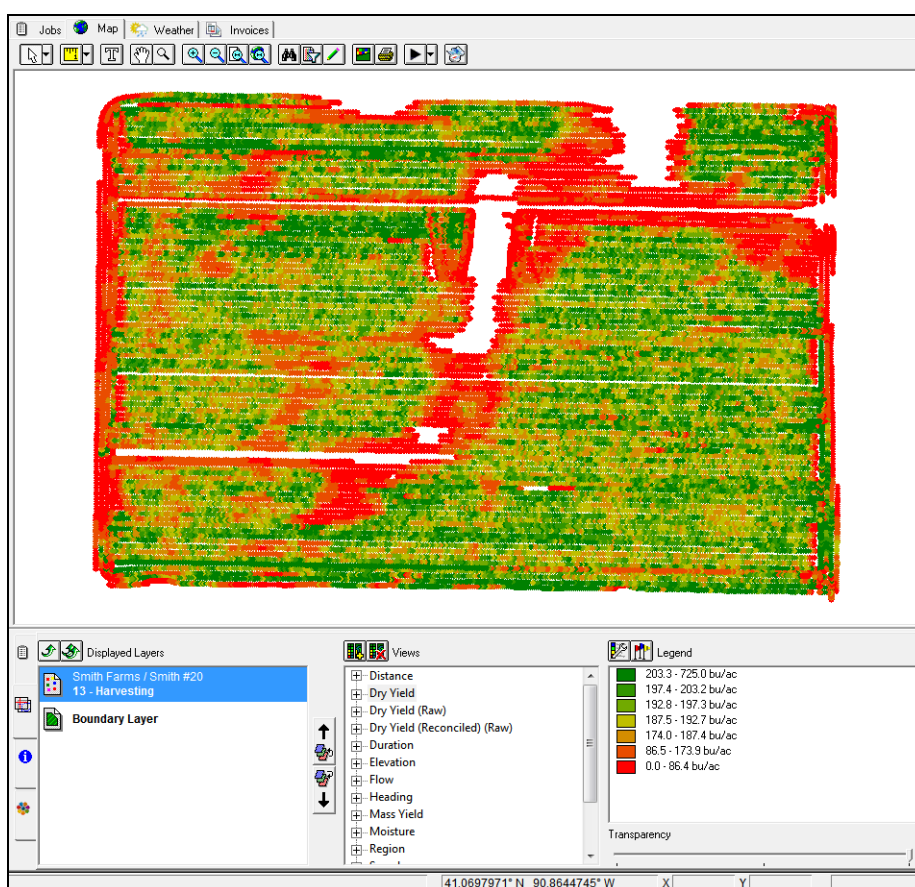 Jobs Map Weather Invoices
T
Displayed Layers
Smith Farms / Smith #20
13 - Harvesting
Boundary Layer
Views
Distance
Dry Yield
Dry Yield (Raw)
Dry Yield (Reconciled) (Raw)
Duration
Elevation
Flow
Heading
Mass Yield
Moisture
Region
Legend
203.3 - 725.0 bu/ac
197.4 - 203.2 bu/ac
192.8 - 197.3 bu/ac
187.5 - 192.7 bu/ac
174.0 - 187.4 bu/ac
86.5 - 173.9 bu/ac
0.0 - 86.4 bu/ac
Transparency
41.0697971° N 90.8644745° W X Y